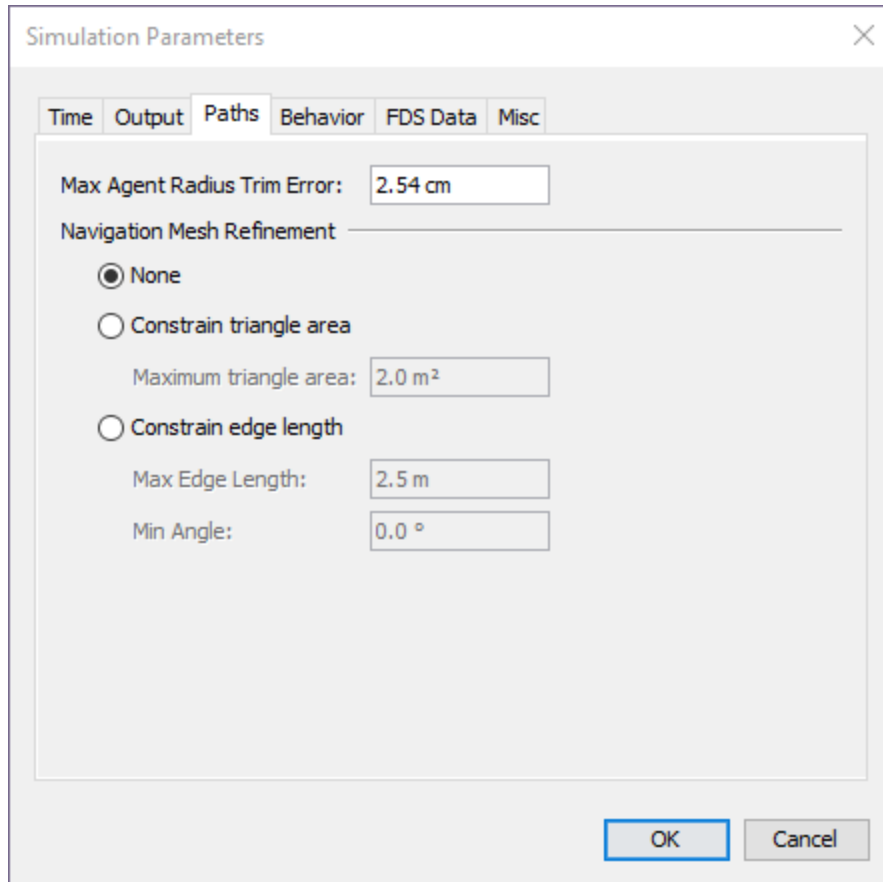 Simulation Parameters
Time Output Paths Behavior FDS Data Misc
Max Agent Radius Trim Error: 2.54 cm
Navigation Mesh Refinement
None
Constrain triangle area
Maximum triangle area: 2.0 m²
Constrain edge length
Max Edge Length: 2.5 m
Min Angle: 0.0 °
OK Cancel